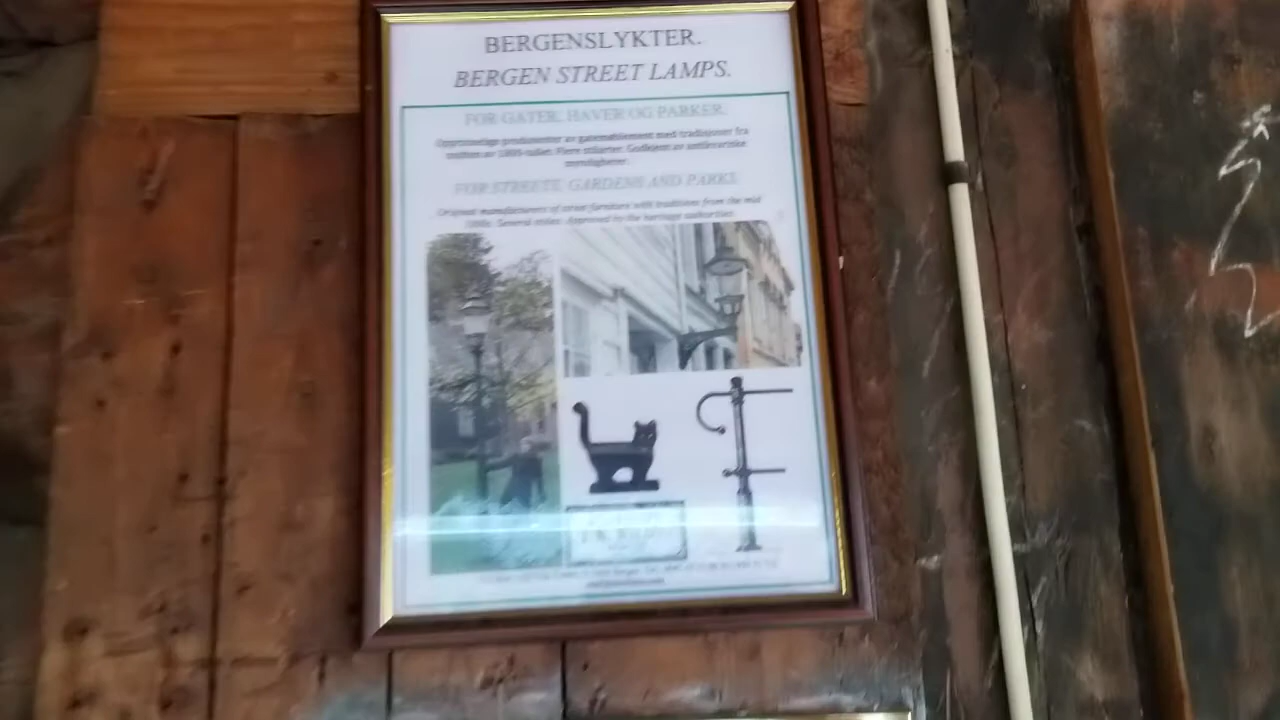 BERGENSLYKTER.
BERGEN STREET LAMPS.
FOR GATER, HAVER OG PARKER.
Opprinnelige produsenter av gatemøblement med tradisjoner fra
midten av 1800-tallet. Flere stilarter. Godkjent av antikvariske
myndigheter.
FOR STREETS, GARDENS AND PARKS.
Original manufacturers of street furniture with traditions from the mid
1800s. Several styles. Approved by the heritage authorities.